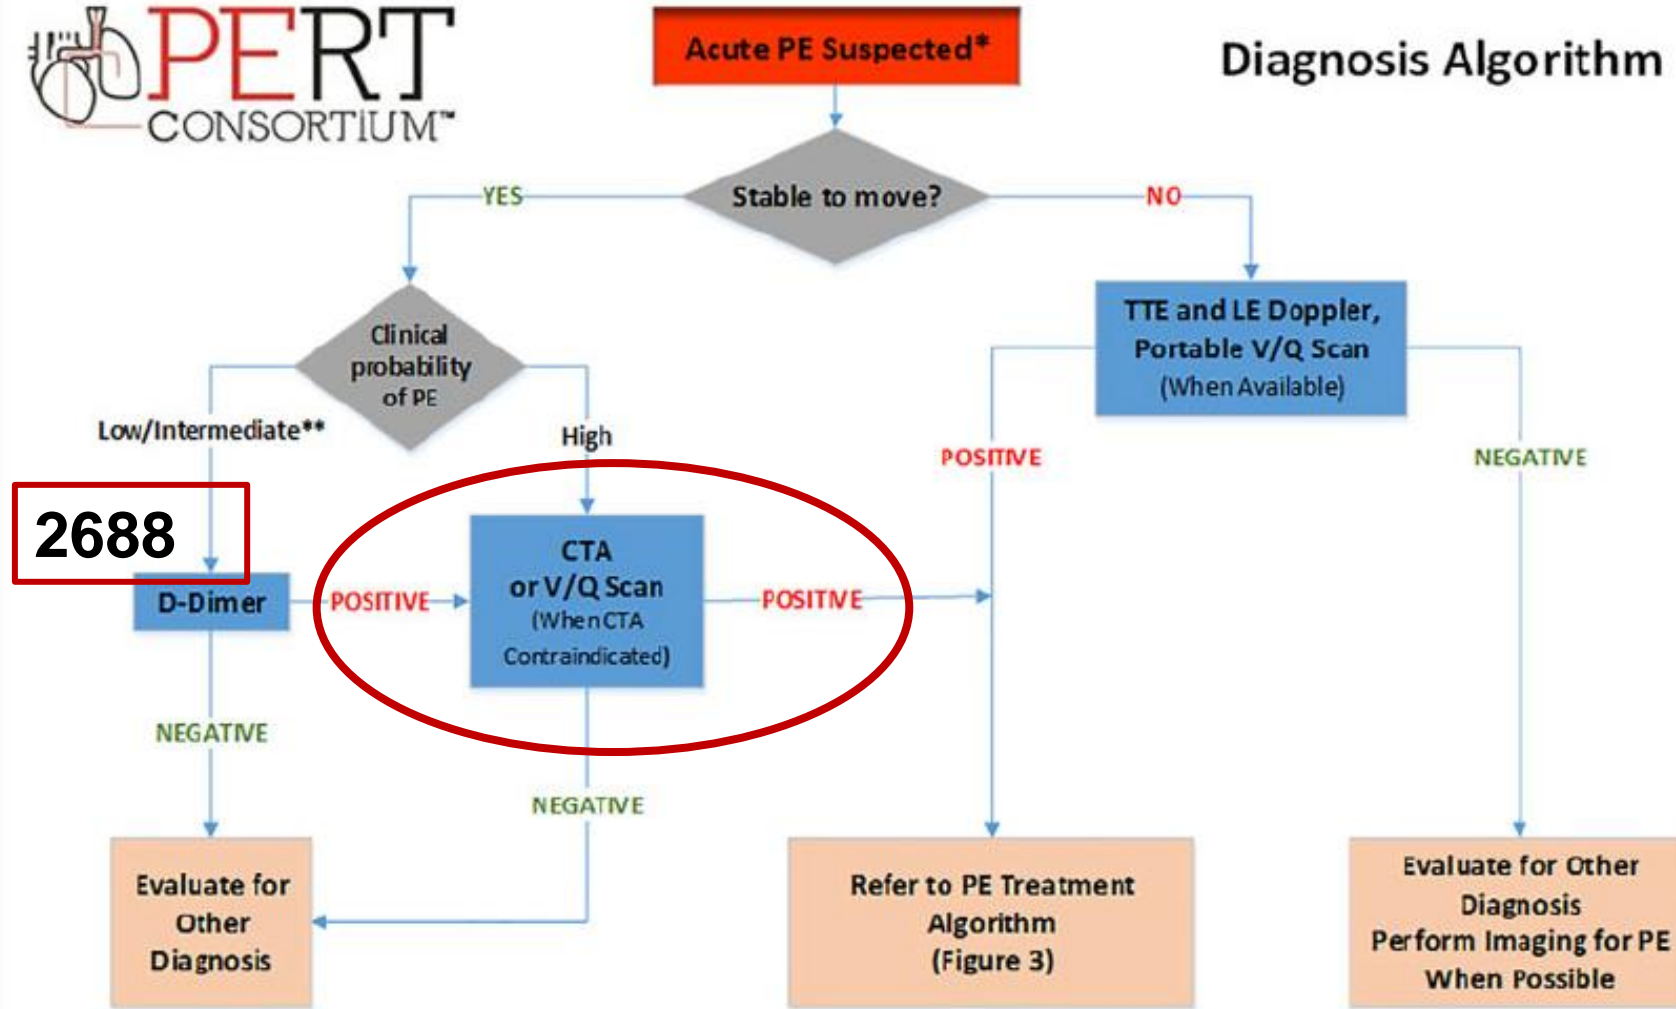 PERT
CONSORTIUM™
Acute PE Suspected*
Diagnosis Algorithm
YES
Stable to move?
NO
Clinical
probability
of PE
TTE and LE Doppler,
Portable V/Q Scan
(When Available)
Low/Intermediate**
High
POSITIVE
NEGATIVE
2688
D-Dimer
POSITIVE
CTA
or V/Q Scan
(When CTA
Contraindicated)
POSITIVE
NEGATIVE
NEGATIVE
Evaluate for
Other
Diagnosis
Refer to PE Treatment
Algorithm
(Figure 3)
Evaluate for Other
Diagnosis
Perform Imaging for PE
When Possible